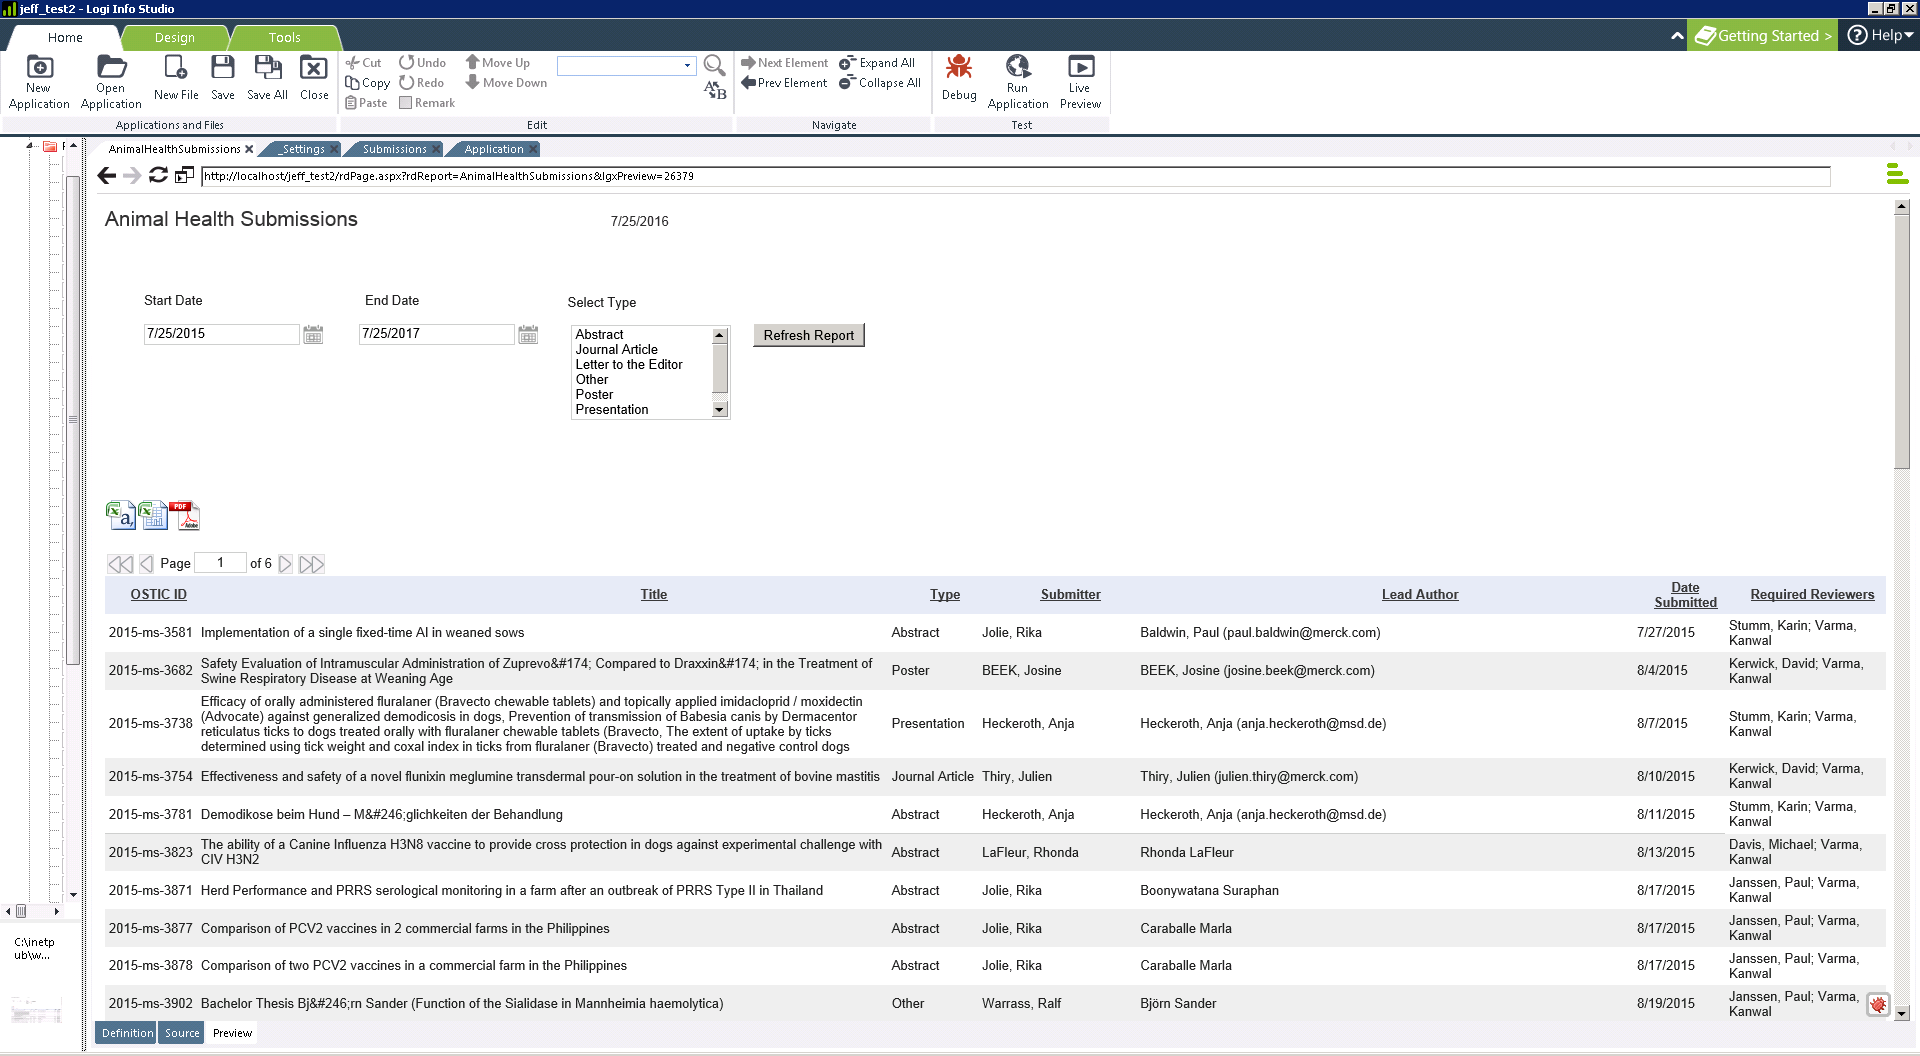 jeff_test2 - Logi Info Studio
Home Design Tools Getting Started > Help
New Application
Open Application
New File
Save
Save All
Close
Cut
Copy
Paste
Undo
Redo
Remark
Move Up
Move Down
Next Element
Prev Element
Expand All
Collapse All
Debug
Run Application
Live Preview
Applications and Files Edit Navigate Test
AnimalHealthSubmissions _Settings Submissions Application
http://localhost/jeff_test2/rdPage.aspx?rdReport=AnimalHealthSubmissions&lgxPreview=26379
Animal Health Submissions 7/25/2016
Start Date End Date Select Type
7/25/2015 7/25/2017
Abstract
Journal Article
Letter to the Editor
Other
Poster
Presentation
Refresh Report
PDF
Adobe
Page 1 of 6
OSTIC ID Title Type Submitter Lead Author Date Submitted Required Reviewers
2015-ms-3581 Implementation of a single fixed-time AI in weaned sows Abstract Jolie, Rika Baldwin, Paul (paul.baldwin@merck.com) 7/27/2015 Stumm, Karin; Varma, Kanwal
2015-ms-3682 Safety Evaluation of Intramuscular Administration of Zuprevo&#174; Compared to Draxxin&#174; in the Treatment of Swine Respiratory Disease at Weaning Age Poster BEEK, Josine BEEK, Josine (josine.beek@merck.com) 8/4/2015 Kerwick, David; Varma, Kanwal
2015-ms-3738 Efficacy of orally administered fluralaner (Bravecto chewable tablets) and topically applied imidacloprid / moxidectin (Advocate) against generalized demodicosis in dogs, Prevention of transmission of Babesia canis by Dermacentor reticulatus ticks to dogs treated orally with fluralaner chewable tablets (Bravecto, The extent of uptake by ticks determined using tick weight and coxal index in ticks from fluralaner (Bravecto) treated and negative control dogs Presentation Heckeroth, Anja Heckeroth, Anja (anja.heckeroth@msd.de) 8/7/2015 Stumm, Karin; Varma, Kanwal
2015-ms-3754 Effectiveness and safety of a novel flunixin meglumine transdermal pour-on solution in the treatment of bovine mastitis Journal Article Thiry, Julien Thiry, Julien (julien.thiry@merck.com) 8/10/2015 Kerwick, David; Varma, Kanwal
2015-ms-3781 Demodikose beim Hund – M&#246;glichkeiten der Behandlung Abstract Heckeroth, Anja Heckeroth, Anja (anja.heckeroth@msd.de) 8/11/2015 Stumm, Karin; Varma, Kanwal
2015-ms-3823 The ability of a Canine Influenza H3N8 vaccine to provide cross protection in dogs against experimental challenge with CIV H3N2 Abstract LaFleur, Rhonda Rhonda LaFleur 8/13/2015 Davis, Michael; Varma, Kanwal
2015-ms-3871 Herd Performance and PRRS serological monitoring in a farm after an outbreak of PRRS Type II in Thailand Abstract Jolie, Rika Boonywatana Suraphan 8/17/2015 Janssen, Paul; Varma, Kanwal
2015-ms-3877 Comparison of PCV2 vaccines in 2 commercial farms in the Philippines Abstract Jolie, Rika Caraballe Marla 8/17/2015 Janssen, Paul; Varma, Kanwal
2015-ms-3878 Comparison of two PCV2 vaccines in a commercial farm in the Philippines Abstract Jolie, Rika Caraballe Marla 8/17/2015 Janssen, Paul; Varma, Kanwal
2015-ms-3902 Bachelor Thesis Bj&#246;rn Sander (Function of the Sialidase in Mannheimia haemolytica) Other Warrass, Ralf Björn Sander 8/19/2015 Janssen, Paul; Varma, Kanwal
C:\inetp
ub\w...
Definition Source Preview